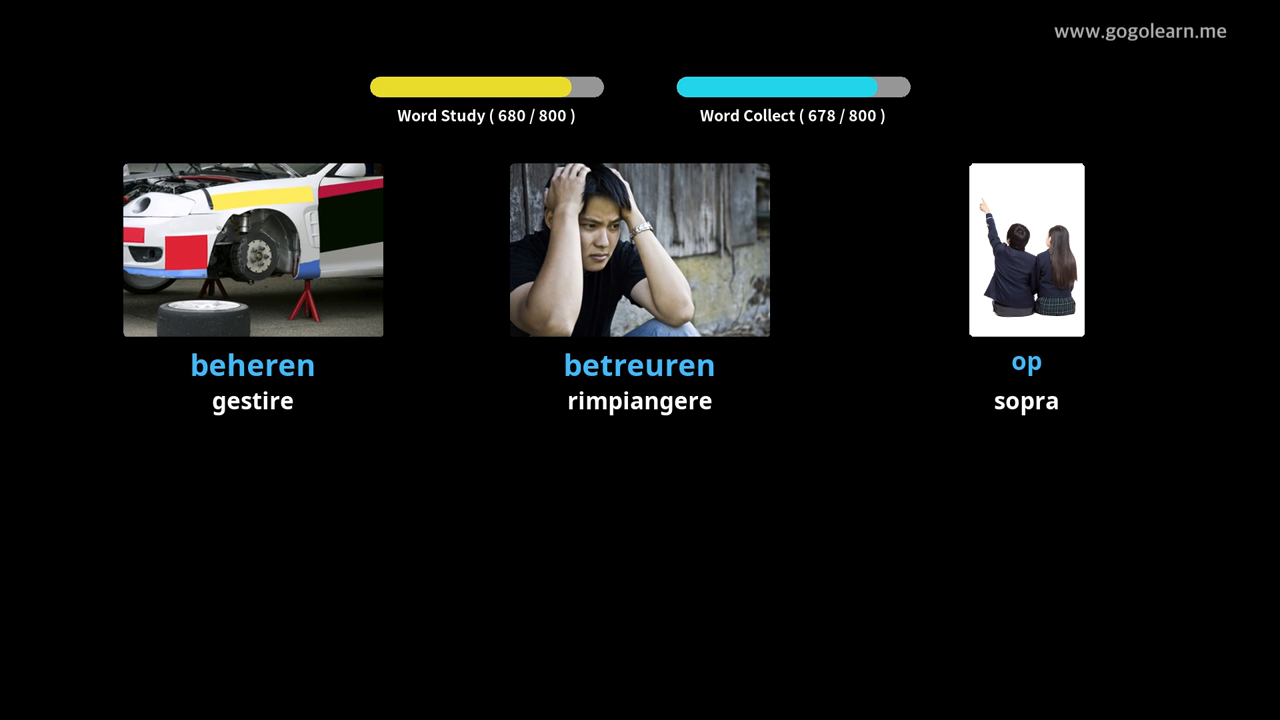 www.gogolearn.me
Word Study ( 680 / 800 )
Word Collect ( 678 / 800 )
beheren
gestire
betreuren
rimpiangere
op
sopra